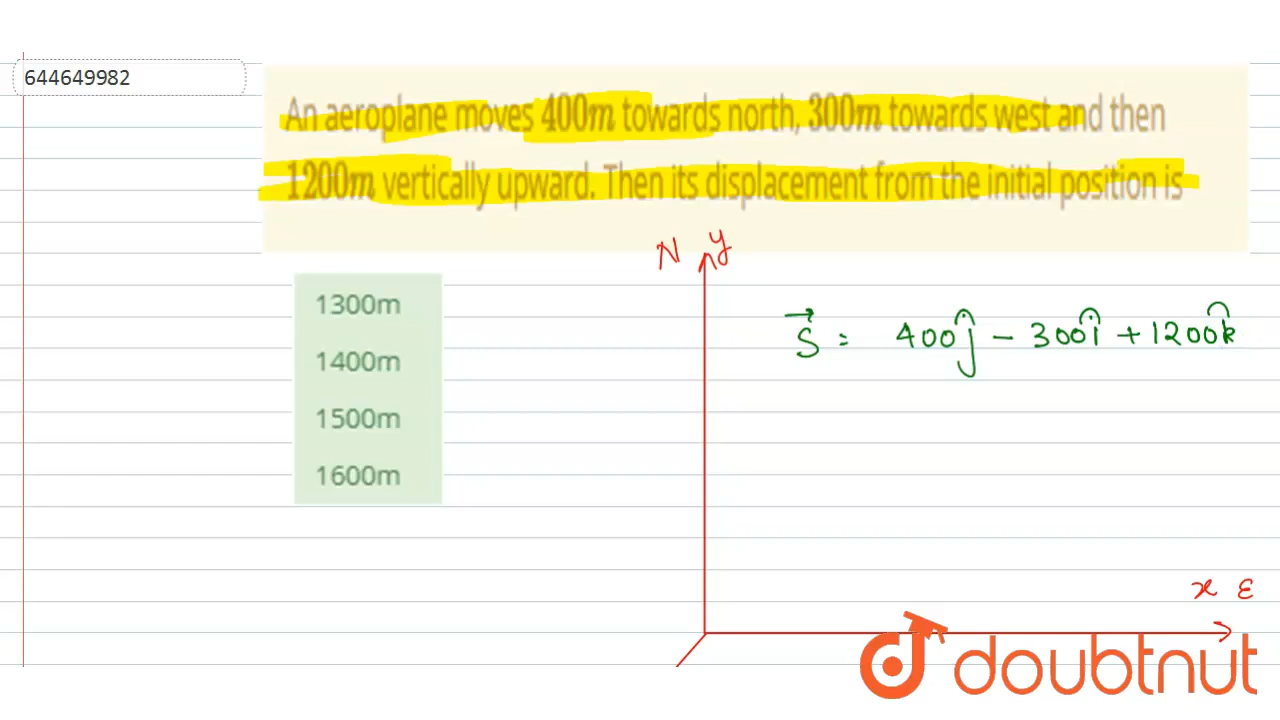 644649982
An aeroplane moves 400m towards north, 300m towards west and then
1200m vertically upward. Then its displacement from the initial position is
N y
1300m
S⃗ = 400ĵ - 300î + 1200k̂
1400m
1500m
1600m
x E
doubtnut